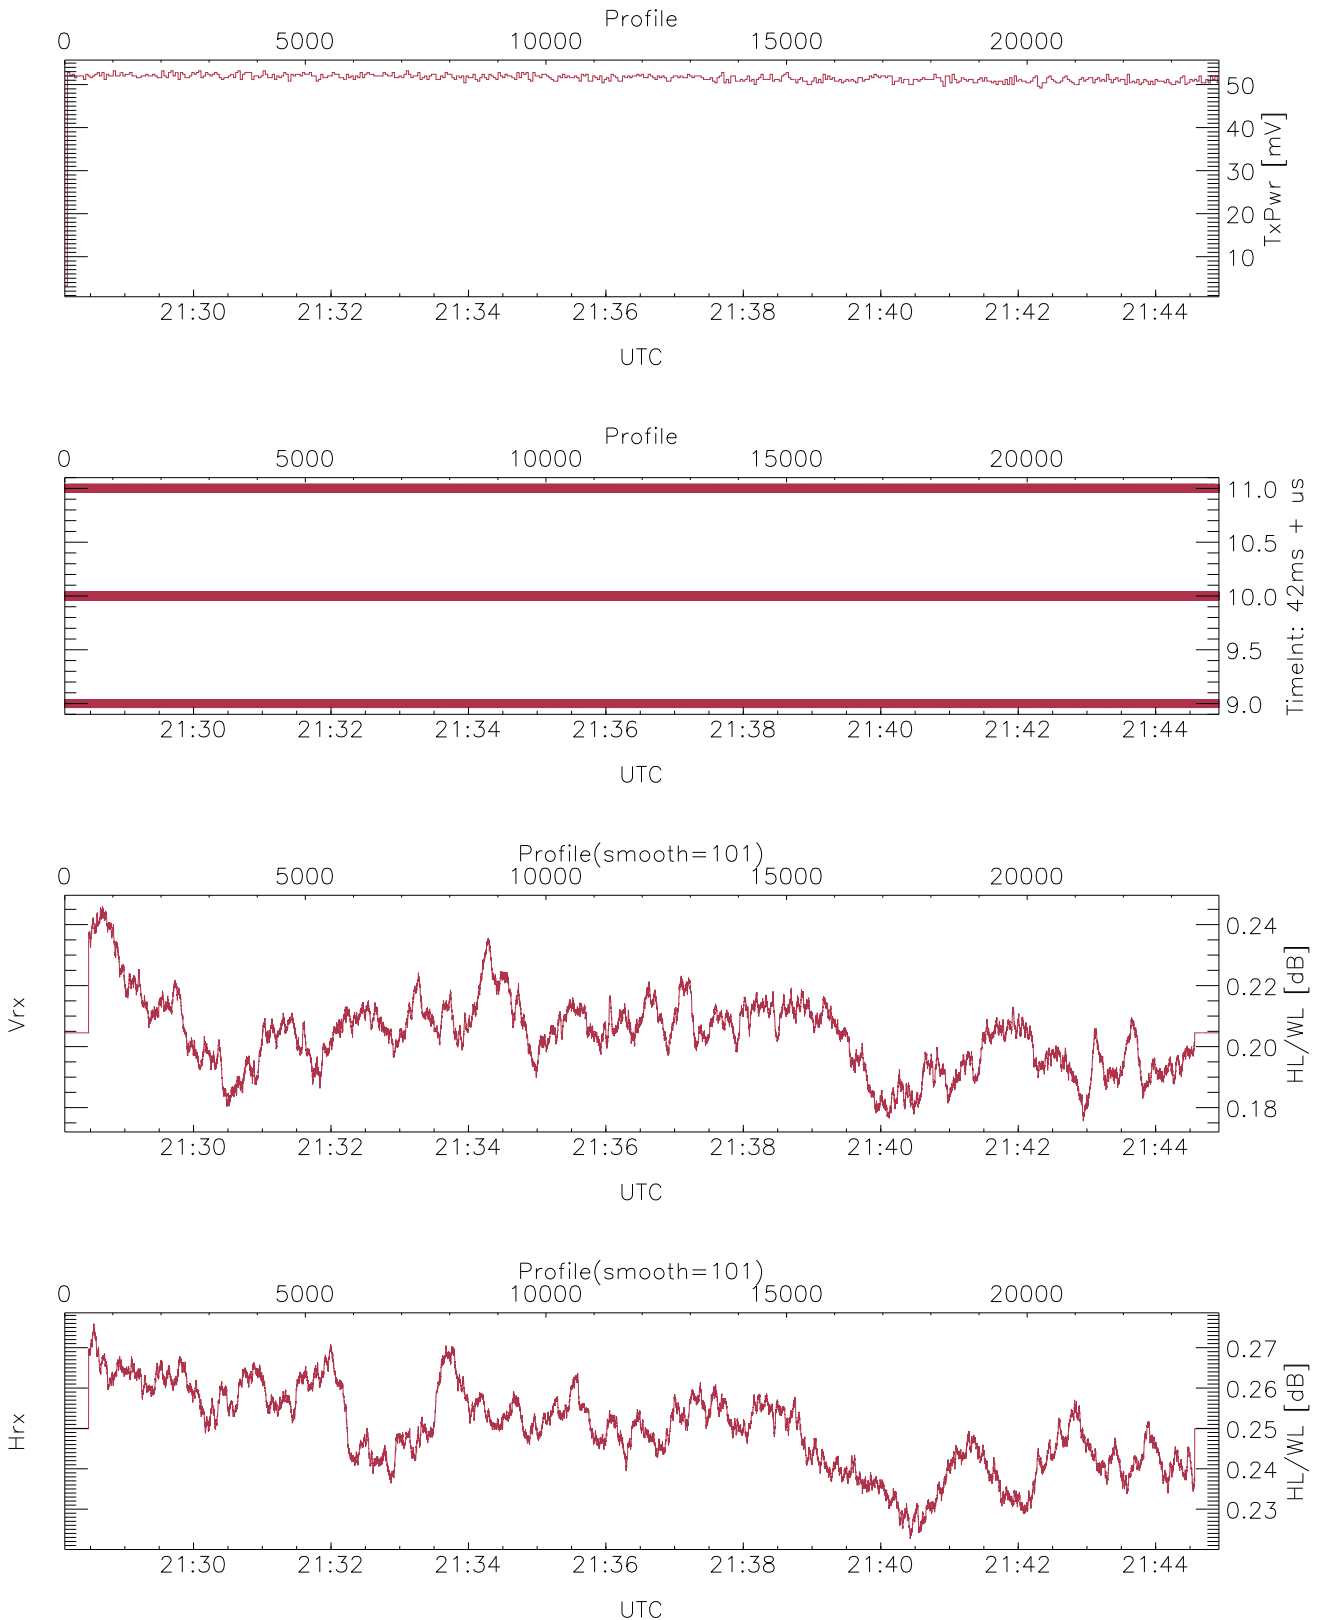 Profile
0 5000 10000 15000 20000
50
40
30
20
10
TxPwr [mV]
21:30 21:32 21:34 21:36 21:38 21:40 21:42 21:44
UTC
Profile
0 5000 10000 15000 20000
11.0
10.5
10.0
9.5
9.0
TimeInt: 42ms + us
21:30 21:32 21:34 21:36 21:38 21:40 21:42 21:44
UTC
Profile(smooth=101)
0 5000 10000 15000 20000
Vrx
0.24
0.22
0.20
0.18
HL/WL [dB]
21:30 21:32 21:34 21:36 21:38 21:40 21:42 21:44
UTC
Profile(smooth=101)
0 5000 10000 15000 20000
Hrx
0.27
0.26
0.25
0.24
0.23
HL/WL [dB]
21:30 21:32 21:34 21:36 21:38 21:40 21:42 21:44
UTC